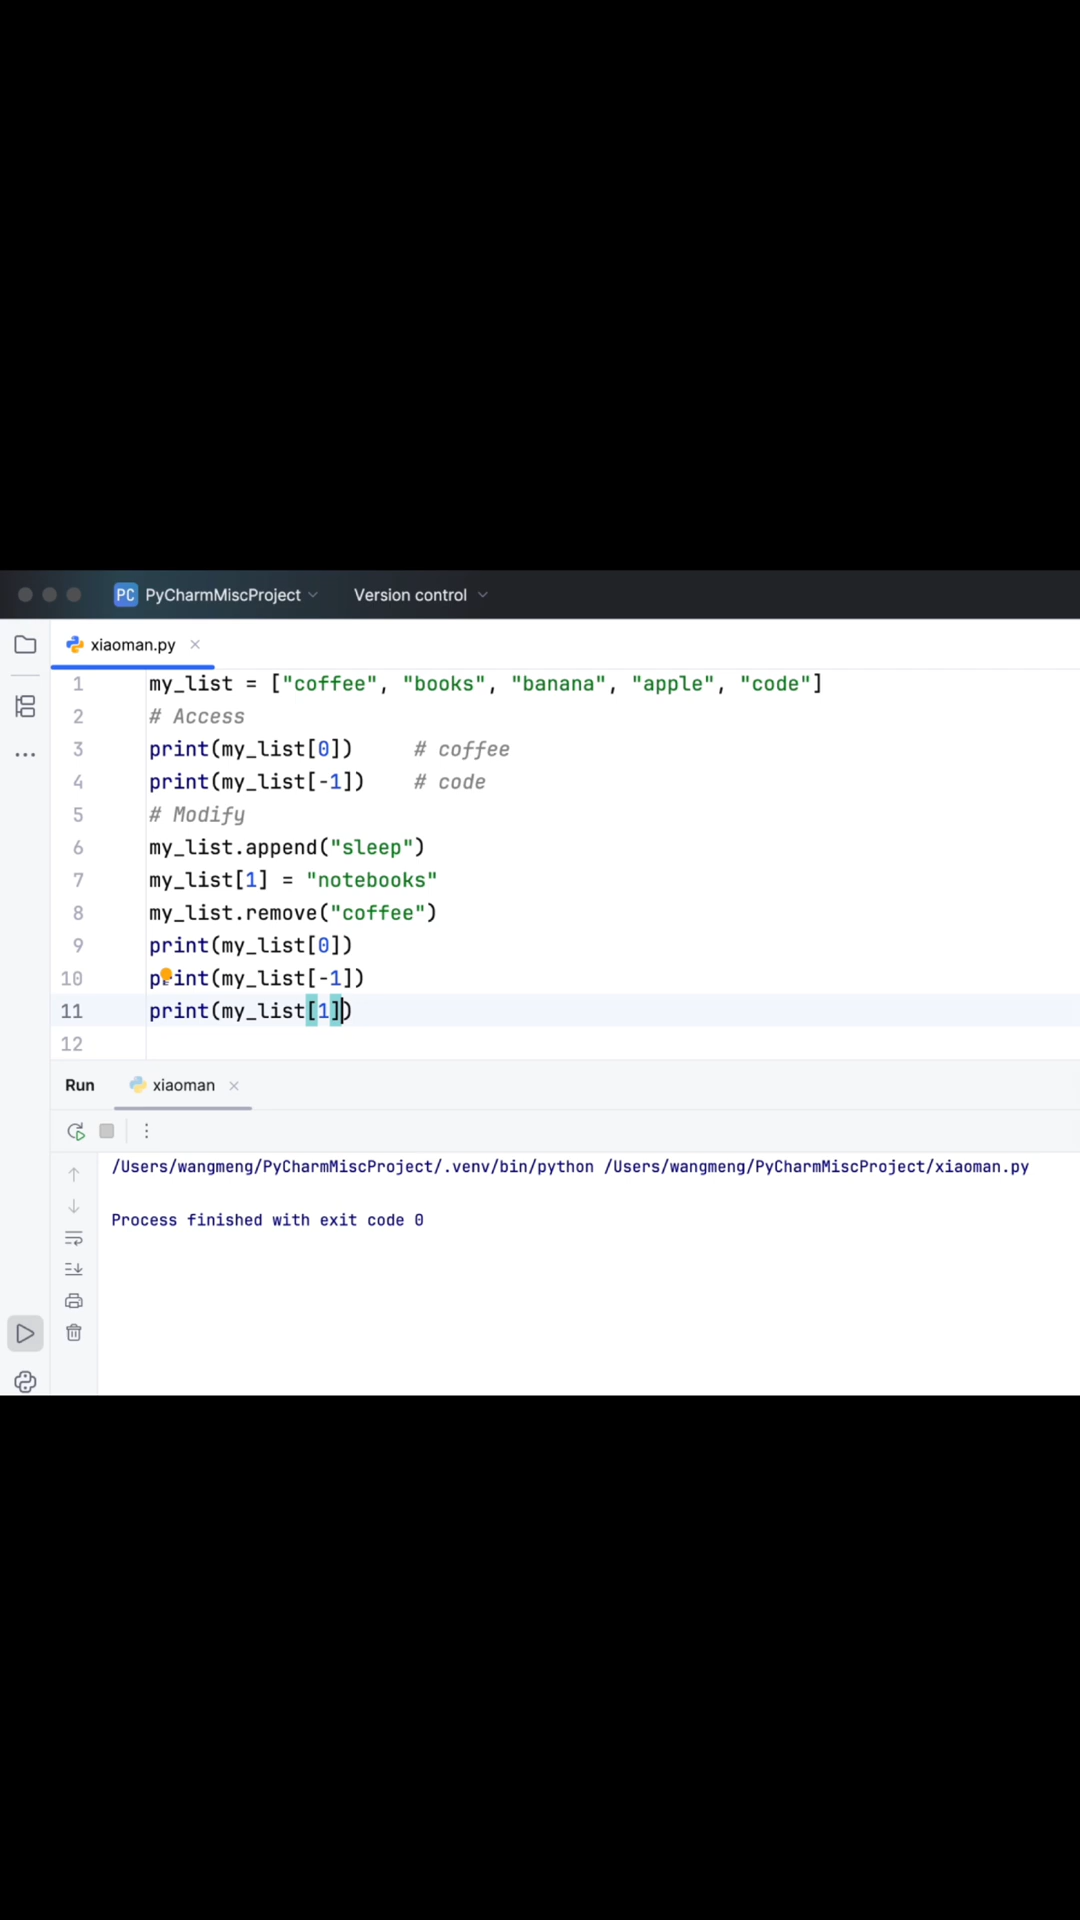 PC PyCharmMiscProject Version control
xiaoman.py
1 my_list = ["coffee", "books", "banana", "apple", "code"]
2 # Access
3 print(my_list[0]) # coffee
4 print(my_list[-1]) # code
5 # Modify
6 my_list.append("sleep")
7 my_list[1] = "notebooks"
8 my_list.remove("coffee")
9 print(my_list[0])
10 print(my_list[-1])
11 print(my_list[1])
12
Run xiaoman
/Users/wangmeng/PyCharmMiscProject/.venv/bin/python /Users/wangmeng/PyCharmMiscProject/xiaoman.py
Process finished with exit code 0